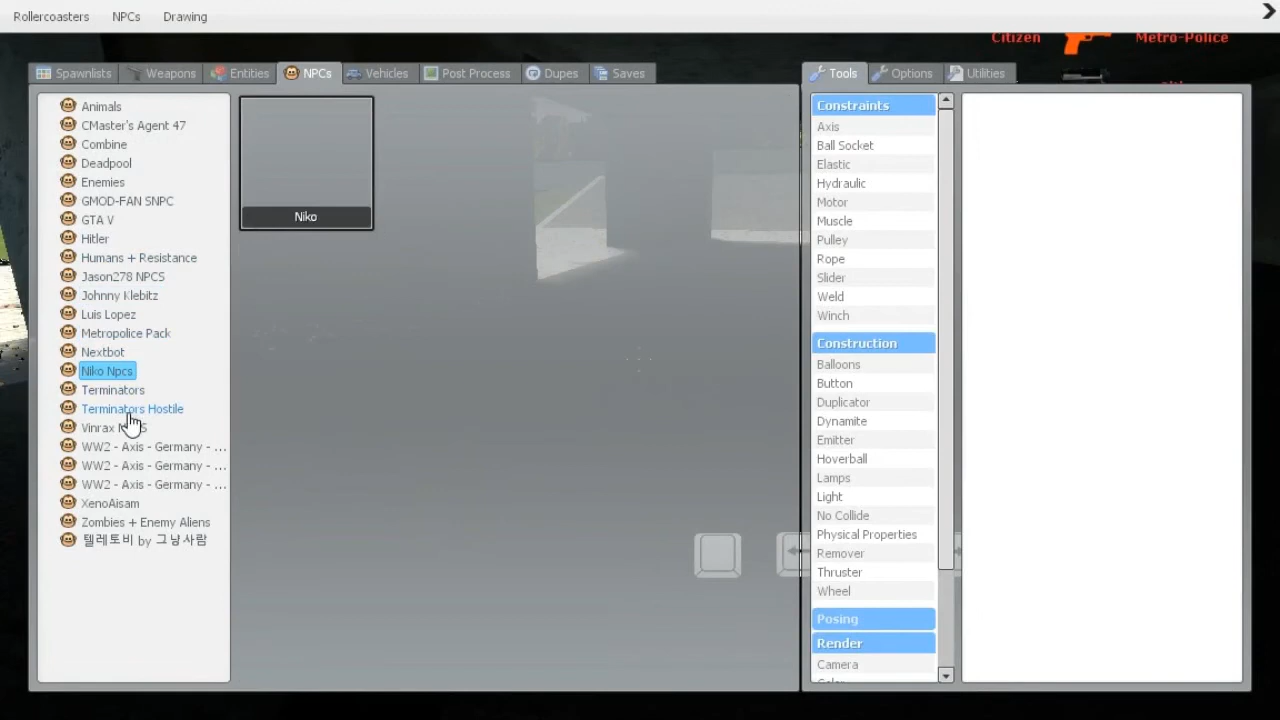 Rollercoasters NPCs Drawing
Citizen Metro-Police
Spawnlists Weapons Entities NPCs Vehicles Post Process Dupes Saves
Tools Options Utilities
Animals
CMaster's Agent 47
Combine
Deadpool
Enemies
GMOD-FAN SNPC
GTA V
Hitler
Humans + Resistance
Jason278 NPCS
Johnny Klebitz
Luis Lopez
Metropolice Pack
Nextbot
Niko Npcs
Terminators
Terminators Hostile
Vinrax
WW2 - Axis - Germany - ...
WW2 - Axis - Germany - ...
WW2 - Axis - Germany - ...
XenoAisam
Zombies + Enemy Aliens
텔레토비 by 그냥사람
Niko
Constraints
Axis
Ball Socket
Elastic
Hydraulic
Motor
Muscle
Pulley
Rope
Slider
Weld
Winch
Construction
Balloons
Button
Duplicator
Dynamite
Emitter
Hoverball
Lamps
Light
No Collide
Physical Properties
Remover
Thruster
Wheel
Posing
Render
Camera